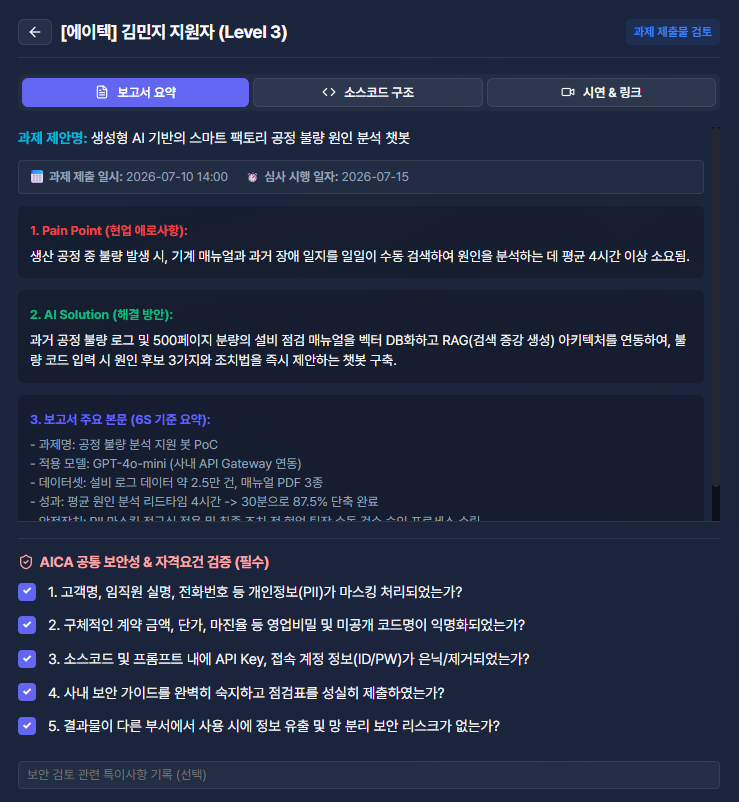 [에이텍] 김민지 지원자 (Level 3)
과제 제출물 검토
보고서 요약
소스코드 구조
시연 & 링크
과제 제안명: 생성형 AI 기반의 스마트 팩토리 공정 불량 원인 분석 챗봇
과제 제출 일시: 2026-07-10 14:00 심사 시행 일자: 2026-07-15
1. Pain Point (현업 애로사항):
생산 공정 중 불량 발생 시, 기계 매뉴얼과 과거 장애 일지를 일일이 수동 검색하여 원인을 분석하는 데 평균 4시간 이상 소요됨.
2. AI Solution (해결 방안):
과거 공정 불량 로그 및 500페이지 분량의 설비 점검 매뉴얼을 벡터 DB화하고 RAG(검색 증강 생성) 아키텍처를 연동하여, 불
량 코드 입력 시 원인 후보 3가지와 조치법을 즉시 제안하는 챗봇 구축.
3. 보고서 주요 본문 (6S 기준 요약):
- 과제명: 공정 불량 분석 지원 봇 PoC
- 적용 모델: GPT-4o-mini (사내 API Gateway 연동)
- 데이터셋: 설비 로그 데이터 약 2.5만 건, 매뉴얼 PDF 3종
- 성과: 평균 원인 분석 리드타임 4시간 -> 30분으로 87.5% 단축 완료
AICA 공통 보안성 & 자격요건 검증 (필수)
1. 고객명, 임직원 실명, 전화번호 등 개인정보(PII)가 마스킹 처리되었는가?
2. 구체적인 계약 금액, 단가, 마진율 등 영업비밀 및 미공개 코드명이 익명화되었는가?
3. 소스코드 및 프롬프트 내에 API Key, 접속 계정 정보(ID/PW)가 은닉/제거되었는가?
4. 사내 보안 가이드를 완벽히 숙지하고 점검표를 성실히 제출하였는가?
5. 결과물이 다른 부서에서 사용 시에 정보 유출 및 망 분리 보안 리스크가 없는가?
보안 검토 관련 특이사항 기록 (선택)